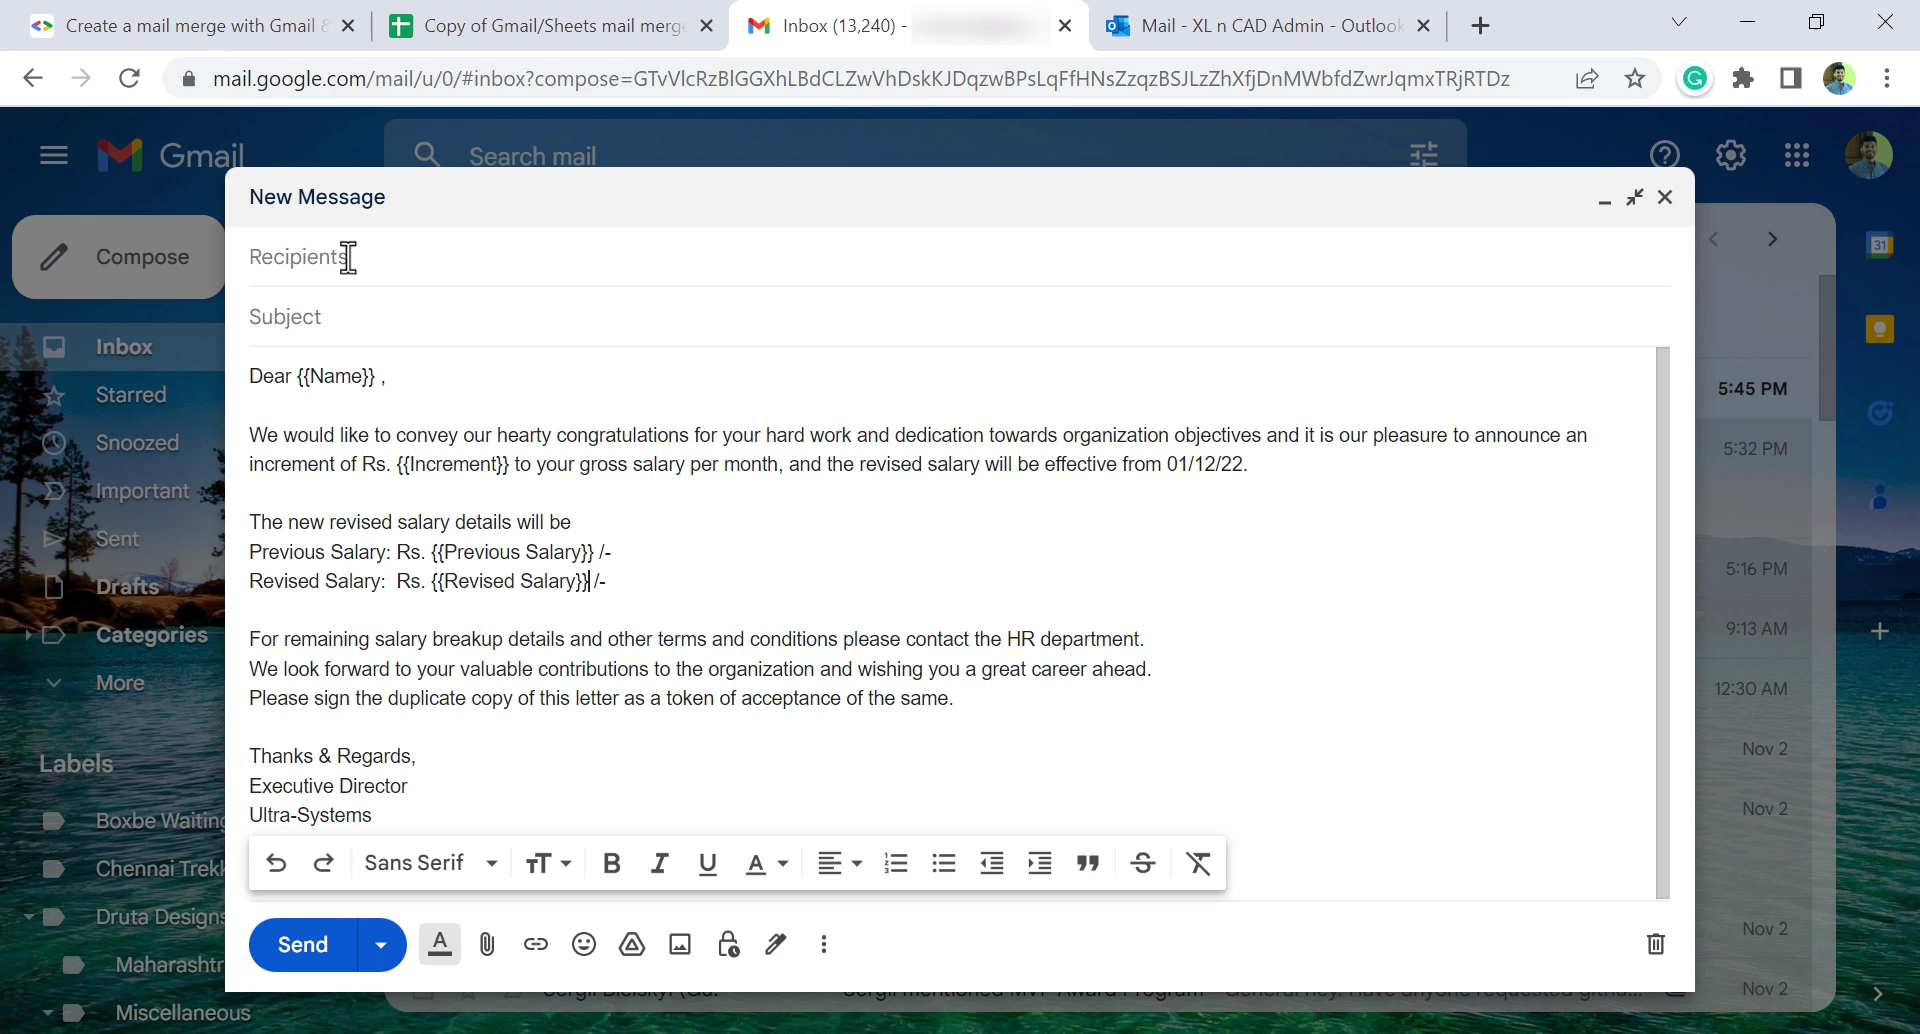 Create a mail merge with Gmail &
Copy of Gmail/Sheets mail merge
Inbox (13,240) -
Mail - XL n CAD Admin - Outlook
mail.google.com/mail/u/0/#inbox?compose=GTvVlcRzBlGGXhLBdCLZwVhDskKJDqzwBPsLqFfHNsZzqzBSJLzZhXfjDnMWbfdZwrJqmxTRjRTDz
Gmail
Search mail
New Message
Compose
Recipients
Subject
Inbox
Starred
Snoozed
Important
Sent
Drafts
Categories
More
Labels
Boxbe Waiting
Chennai Trekk
Druta Designs
Maharashtr
Miscellaneous
Dear {{Name}} ,
We would like to convey our hearty congratulations for your hard work and dedication towards organization objectives and it is our pleasure to announce an
increment of Rs. {{Increment}} to your gross salary per month, and the revised salary will be effective from 01/12/22.
The new revised salary details will be
Previous Salary: Rs. {{Previous Salary}} /-
Revised Salary:  Rs. {{Revised Salary}} /-
For remaining salary breakup details and other terms and conditions please contact the HR department.
We look forward to your valuable contributions to the organization and wishing you a great career ahead.
Please sign the duplicate copy of this letter as a token of acceptance of the same.
Thanks & Regards,
Executive Director
Ultra-Systems
Sans Serif
Send
5:45 PM
5:32 PM
5:16 PM
9:13 AM
12:30 AM
Nov 2
Nov 2
Nov 2
Nov 2
31